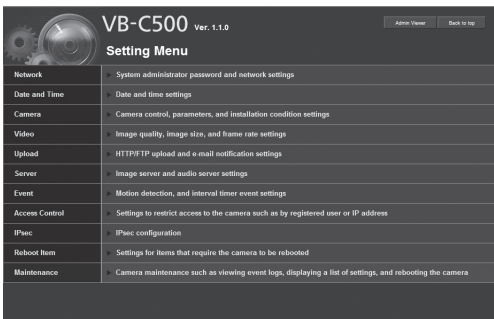 VB-C500 Ver. 1.1.0
Admin Viewer Back to top
Setting Menu
Network System administrator password and network settings
Date and Time Date and time settings
Camera Camera control, parameters, and installation condition settings
Video Image quality, image size, and frame rate settings
Upload HTTP/FTP upload and e-mail notification settings
Server Image server and audio server settings
Event Motion detection, and interval timer event settings
Access Control Settings to restrict access to the camera such as by registered user or IP address
IPsec IPsec configuration
Reboot Item Settings for items that require the camera to be rebooted
Maintenance Camera maintenance such as viewing event logs, displaying a list of settings, and rebooting the camera